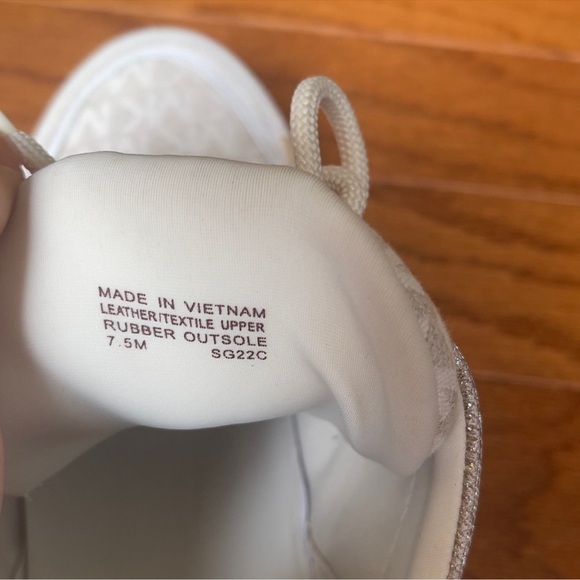 MADE IN VIETNAM
LEATHER/TEXTILE UPPER
RUBBER OUTSOLE
7.5M SG22C